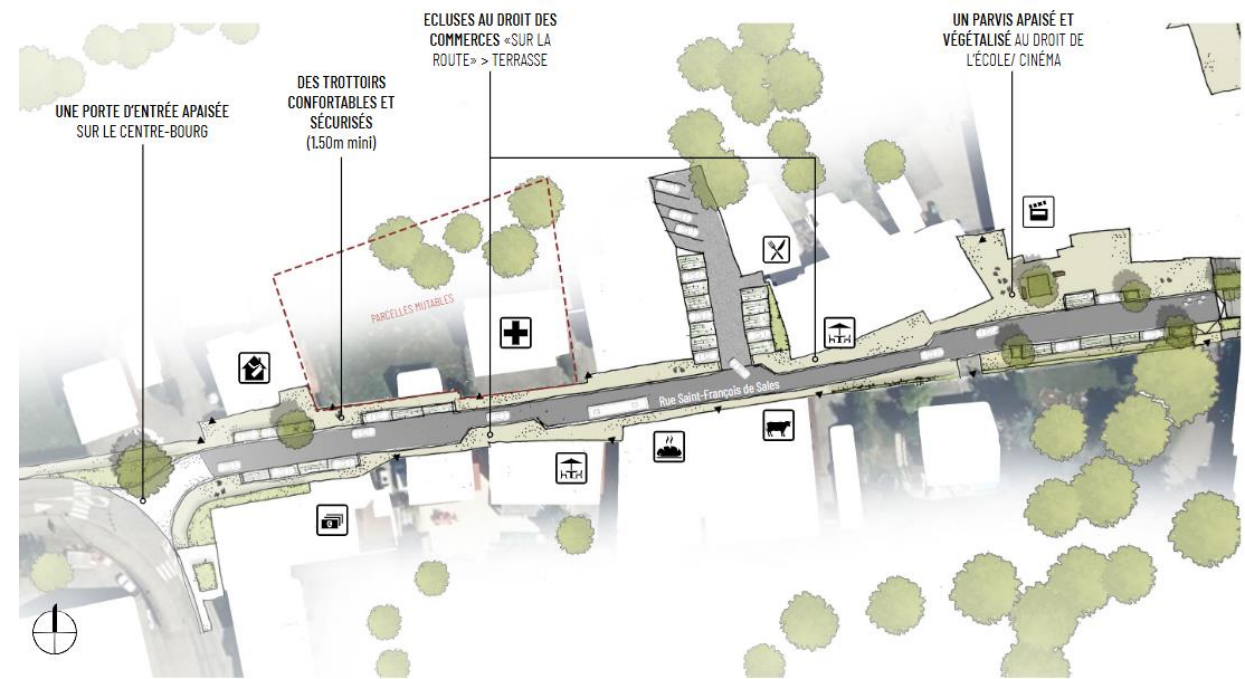 ECLUSES AU DROIT DES
COMMERCES «SUR LA
ROUTE» > TERRASSE
UN PARVIS APAISÉ ET
VÉGÉTALISÉ AU DROIT DE
L'ÉCOLE/ CINÉMA
DES TROTTOIRS
CONFORTABLES ET
SÉCURISÉS
(1.50m mini)
UNE PORTE D'ENTRÉE APAISÉE
SUR LE CENTRE-BOURG
PARCELLES MUTABLES
Rue Saint-François de Sales